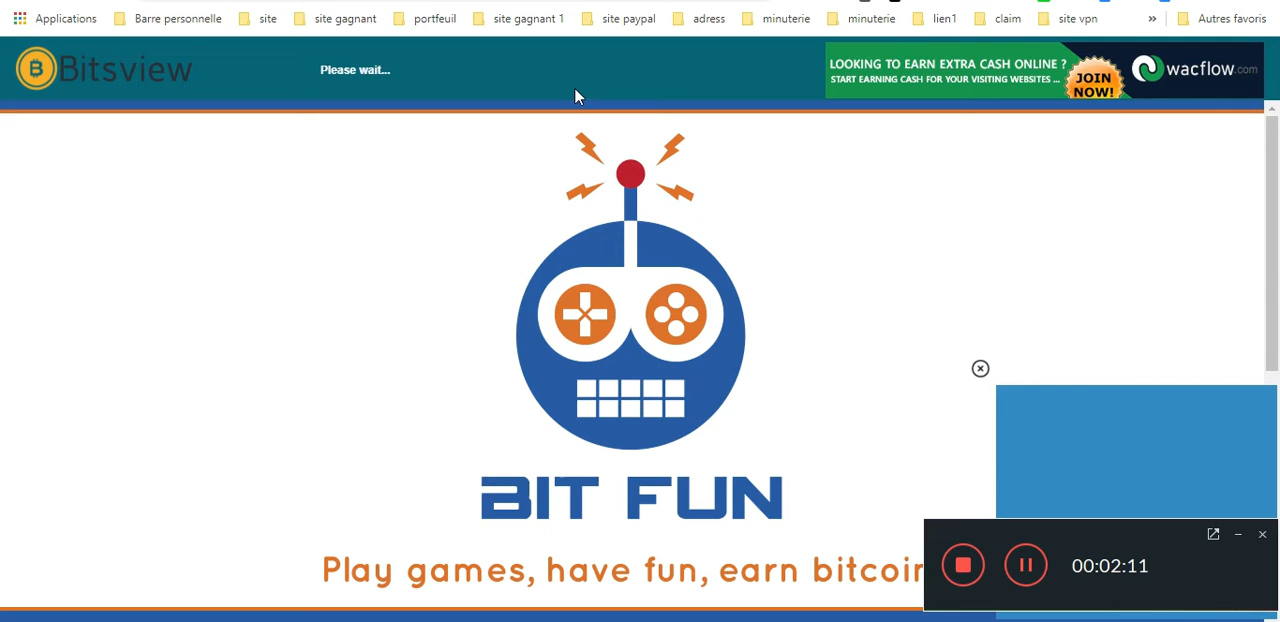 Applications Barre personnelle site site gagnant portfeuil site gagnant 1 site paypal adress minuterie minuterie lien1 claim site vpn » Autres favoris
Bitsview
Please wait...
LOOKING TO EARN EXTRA CASH ONLINE ?
START EARNING CASH FOR YOUR VISITING WEBSITES ...
JOIN
NOW!
wacflow.com
BIT FUN
Play games, have fun, earn bitcoin
00:02:11